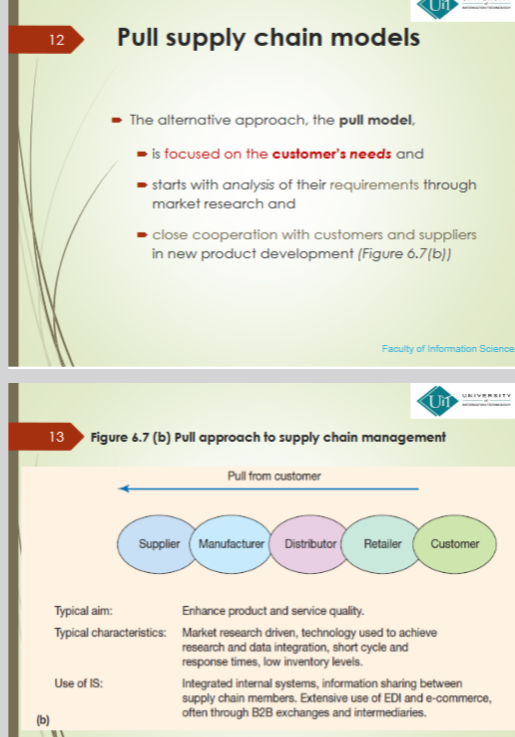 UiT
UNIVERSITY
12
Pull supply chain models
The alternative approach, the pull model,
is focused on the customer's needs and
starts with analysis of their requirements through
market research and
close cooperation with customers and suppliers
in new product development (Figure 6.7(b))
Faculty of Information Science
UiT
UNIVERSITY
OF
INFORMATION TECHNOLOGY
13
Figure 6.7 (b) Pull approach to supply chain management
Pull from customer
Supplier
Manufacturer
Distributor
Retailer
Customer
Typical aim:
Enhance product and service quality.
Typical characteristics:
Market research driven, technology used to achieve
research and data integration, short cycle and
response times, low inventory levels.
Use of IS:
Integrated internal systems, information sharing between
supply chain members. Extensive use of EDI and e-commerce,
often through B2B exchanges and intermediaries.
(b)